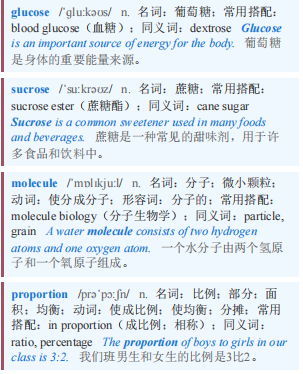 glucose /ˈɡluːkəʊs/ n. 名词：葡萄糖；常用搭配：
blood glucose（血糖）；同义词：dextrose Glucose
is an important source of energy for the body. 葡萄糖
是身体的重要能量来源。
sucrose /ˈsuːkrəʊz/ n. 名词：蔗糖；常用搭配：
sucrose ester（蔗糖酯）；同义词：cane sugar
Sucrose is a common sweetener used in many foods
and beverages. 蔗糖是一种常见的甜味剂，用于许
多食品和饮料中。
molecule /ˈmɒlɪkjuːl/ n. 名词：分子；微小颗粒；
动词：使分成分子；形容词：分子的；常用搭配：
molecule biology（分子生物学）；同义词：particle,
grain A water molecule consists of two hydrogen
atoms and one oxygen atom. 一个水分子由两个氢原
子和一个氧原子组成。
proportion /prəˈpɔːʃn/ n. 名词：比例；部分；面
积；均衡；动词：使成比例；使均衡；分摊；常用
搭配：in proportion（成比例；相称）；同义词：
ratio, percentage The proportion of boys to girls in our
class is 3:2. 我们班男生和女生的比例是3比2。